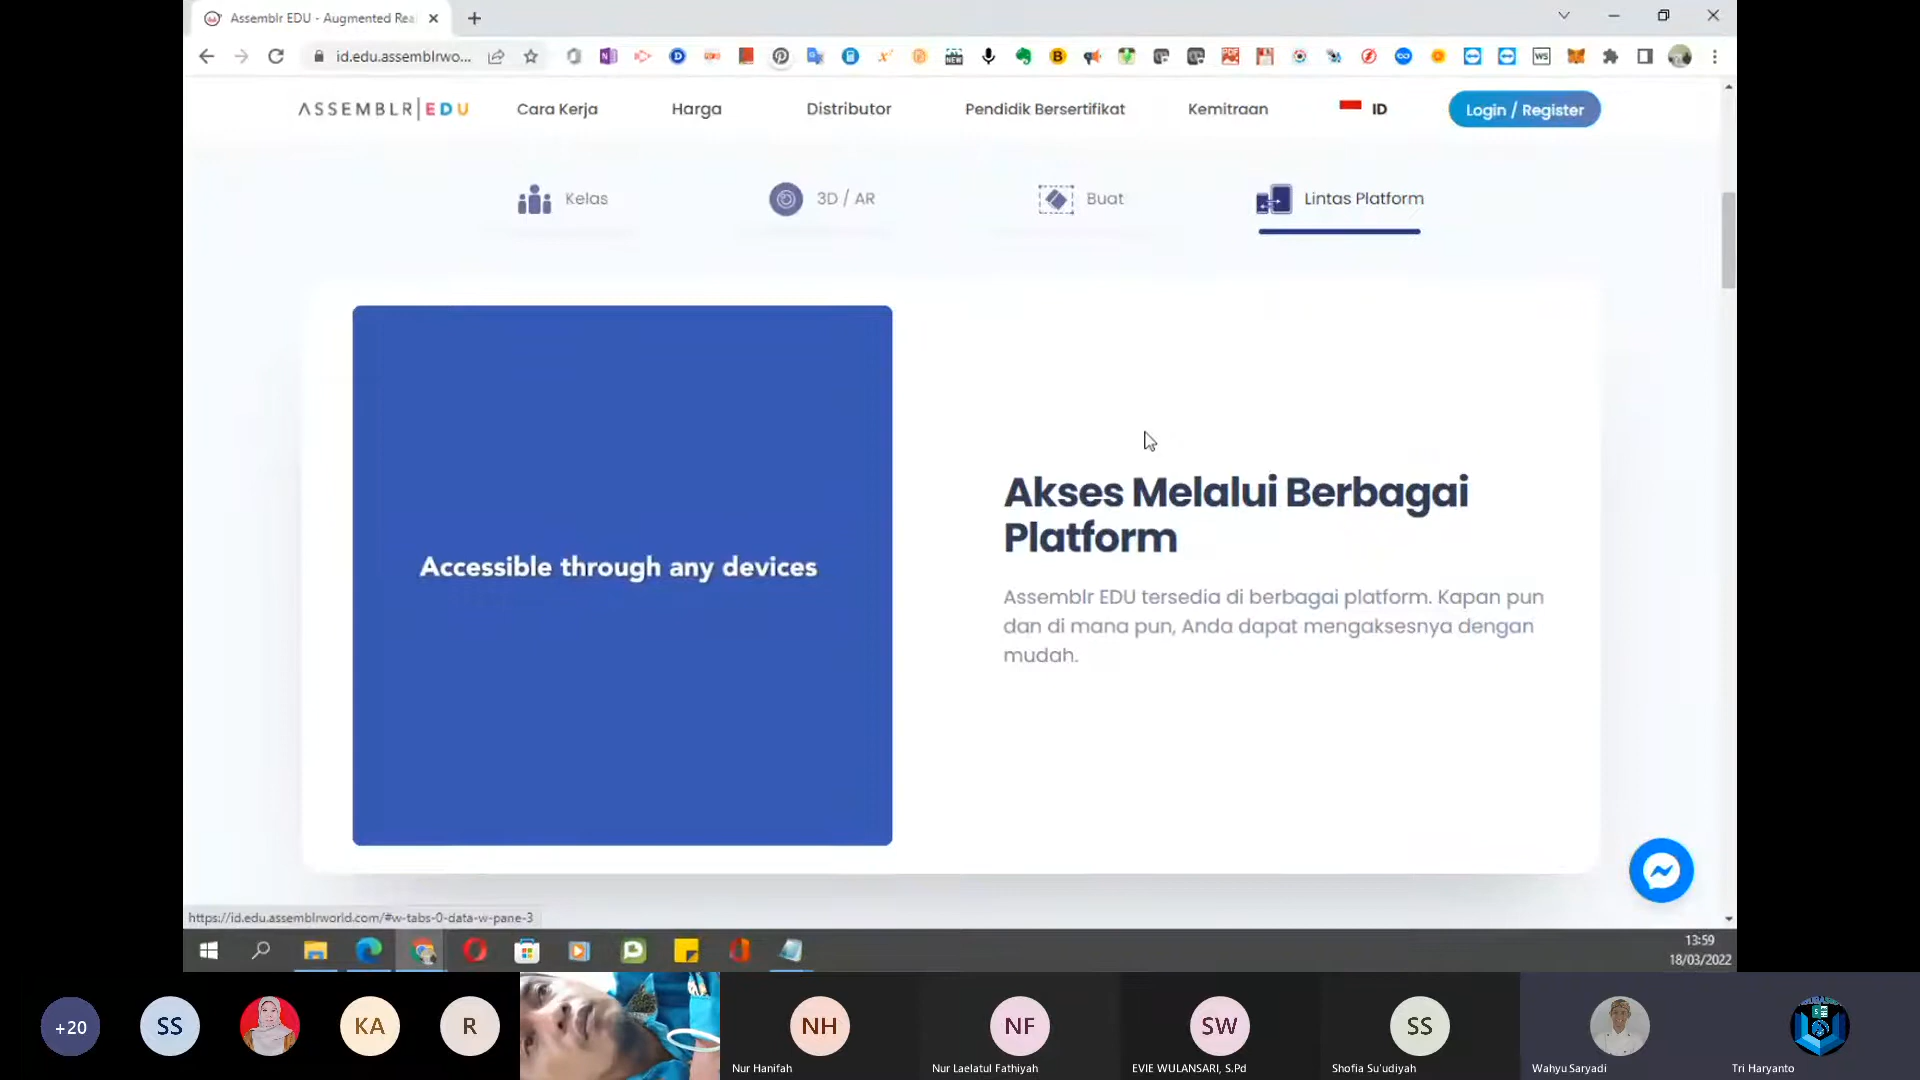 Assemblr EDU - Augmented Rea
id.edu.assemblrwo...
ASSEMBLR|EDU
Cara Kerja
Harga
Distributor
Pendidik Bersertifikat
Kemitraan
ID
Login / Register
Kelas
3D / AR
Buat
Lintas Platform
Accessible through any devices
Akses Melalui Berbagai
Platform
Assemblr EDU tersedia di berbagai platform. Kapan pun
dan di mana pun, Anda dapat mengaksesnya dengan
mudah.
https://id.edu.assemblrworld.com/#w-tabs-0-data-w-pane-3
13:59
18/03/2022
+20
SS
KA
R
NH
NF
SW
SS
Nur Hanifah
Nur Laelatul Fathiyah
EVIE WULANSARI, S.Pd
Shofia Su'udiyah
Wahyu Saryadi
Tri Haryanto